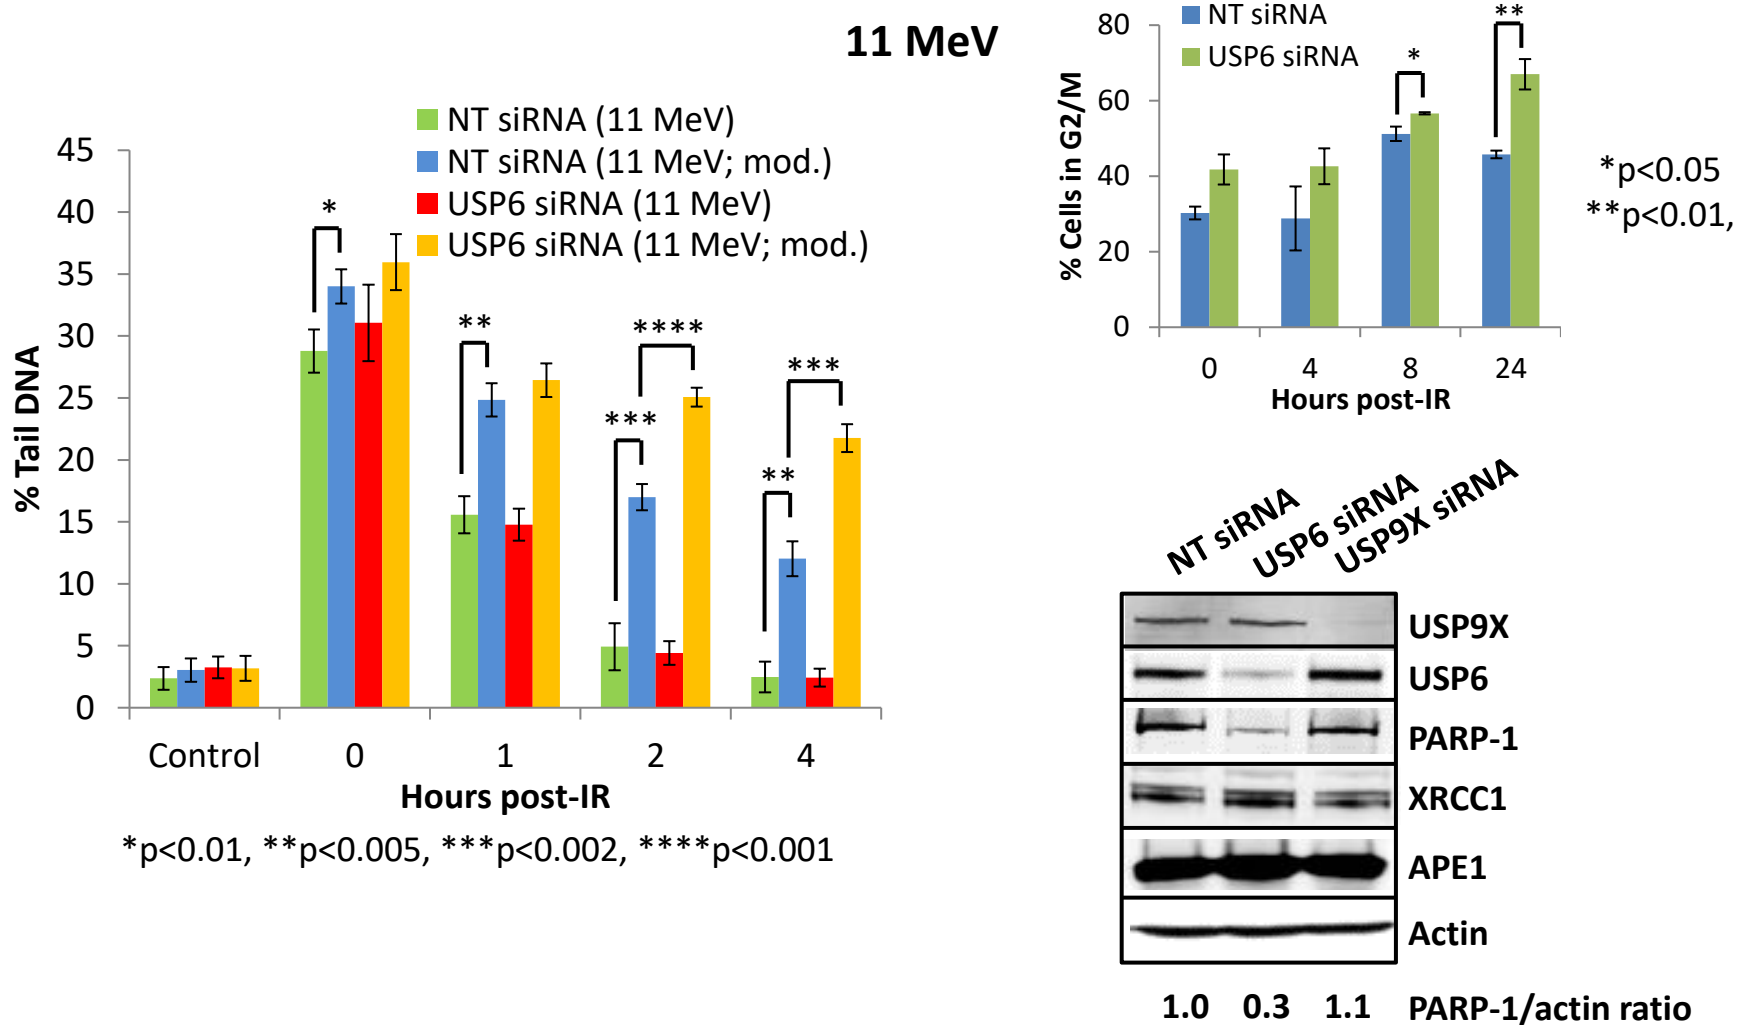 11 MeV
NT siRNA (11 MeV)
NT siRNA (11 MeV; mod.)
USP6 siRNA (11 MeV)
USP6 siRNA (11 MeV; mod.)
% Tail DNA
45
40
35
30
25
20
15
10
5
0
*
**
***
****
**
***
Control 0 1 2 4
Hours post-IR
*p<0.01, **p<0.005, ***p<0.002, ****p<0.001
NT siRNA
USP6 siRNA
% Cells in G2/M
80
60
40
20
0
*
**
0 4 8 24
Hours post-IR
*p<0.05
**p<0.01,
NT siRNA
USP6 siRNA
USP9X siRNA
USP9X
USP6
PARP-1
XRCC1
APE1
Actin
1.0 0.3 1.1 PARP-1/actin ratio